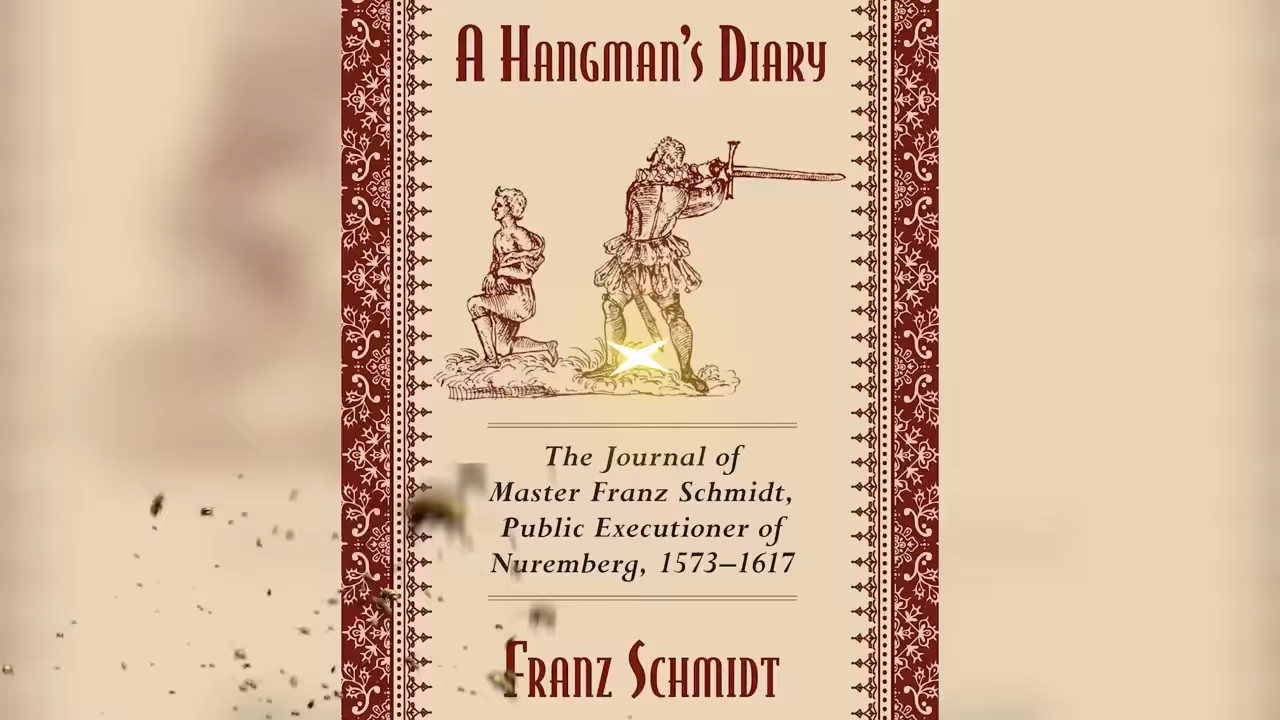 A Hangman's Diary
The Journal of
Master Franz Schmidt,
Public Executioner of
Nuremberg, 1573–1617
Franz Schmidt